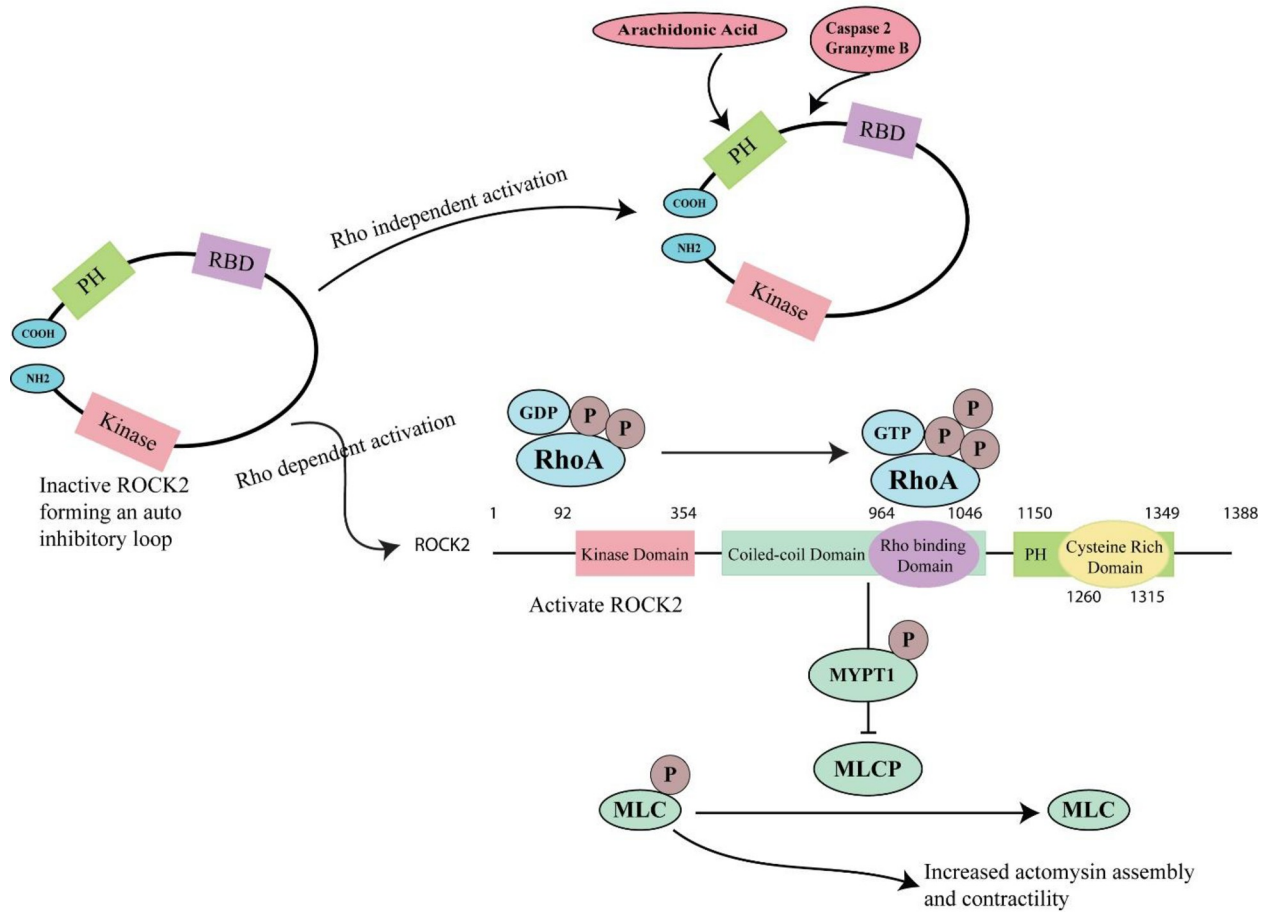 Arachidonic Acid
Caspase 2
Granzyme B
PH
RBD
COOH
NH2
Kinase
Rho independent activation
PH
RBD
COOH
NH2
Kinase
Inactive ROCK2
forming an auto
inhibitory loop
Rho dependent activation
GDP
P
P
RhoA
GTP
P
P
P
RhoA
1
92
354
964
1046
1150
1349
1388
ROCK2
Kinase Domain
Coiled-coil Domain
Rho binding
Domain
PH
Cysteine Rich
Domain
1260
1315
Activate ROCK2
P
MYPT1
MLCP
P
MLC
MLC
Increased actomysin assembly
and contractility